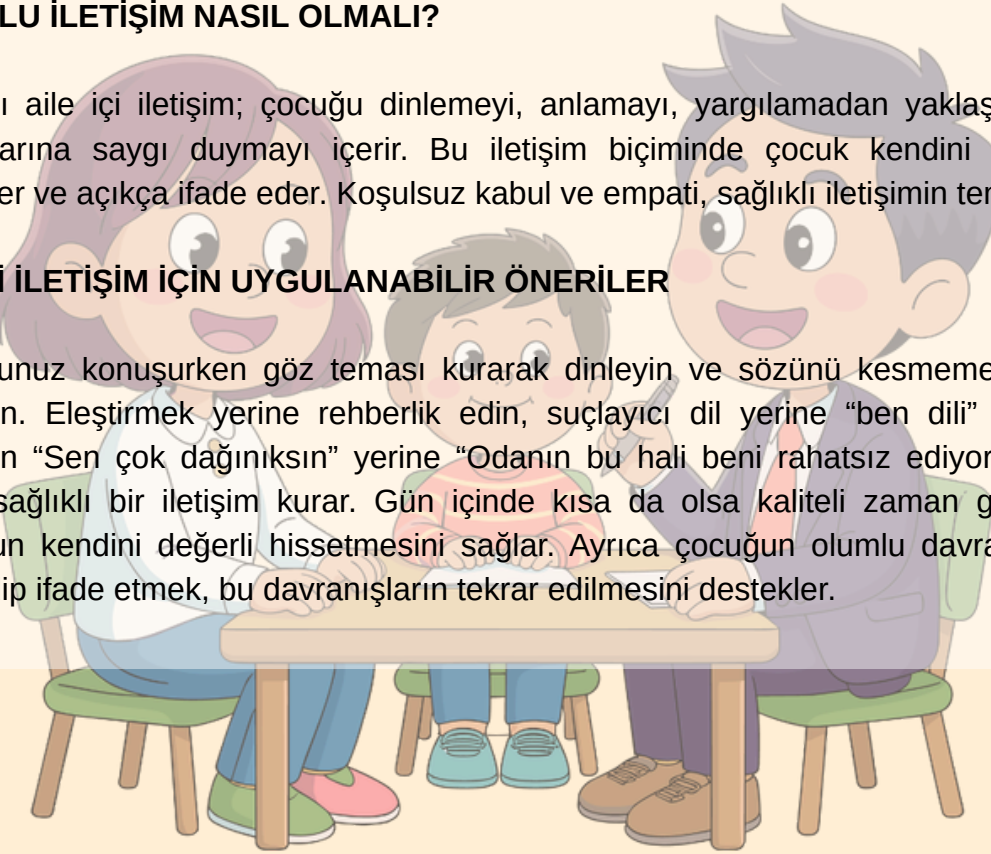 LU İLETİŞİM NASIL OLMALI?
ı aile içi iletişim; çocuğu dinlemeyi, anlamayı, yargılamadan yaklaş
arına saygı duymayı içerir. Bu iletişim biçiminde çocuk kendini
er ve açıkça ifade eder. Koşulsuz kabul ve empati, sağlıklı iletişimin ter
İ İLETİŞİM İÇİN UYGULANABİLİR ÖNERİLER
unuz konuşurken göz teması kurarak dinleyin ve sözünü kesmeme
n. Eleştirmek yerine rehberlik edin, suçlayıcı dil yerine “ben dili”
n “Sen çok dağınıksın” yerine “Odanın bu hali beni rahatsız ediyor
sağlıklı bir iletişim kurar. Gün içinde kısa da olsa kaliteli zaman g
un kendini değerli hissetmesini sağlar. Ayrıca çocuğun olumlu davra
ip ifade etmek, bu davranışların tekrar edilmesini destekler.